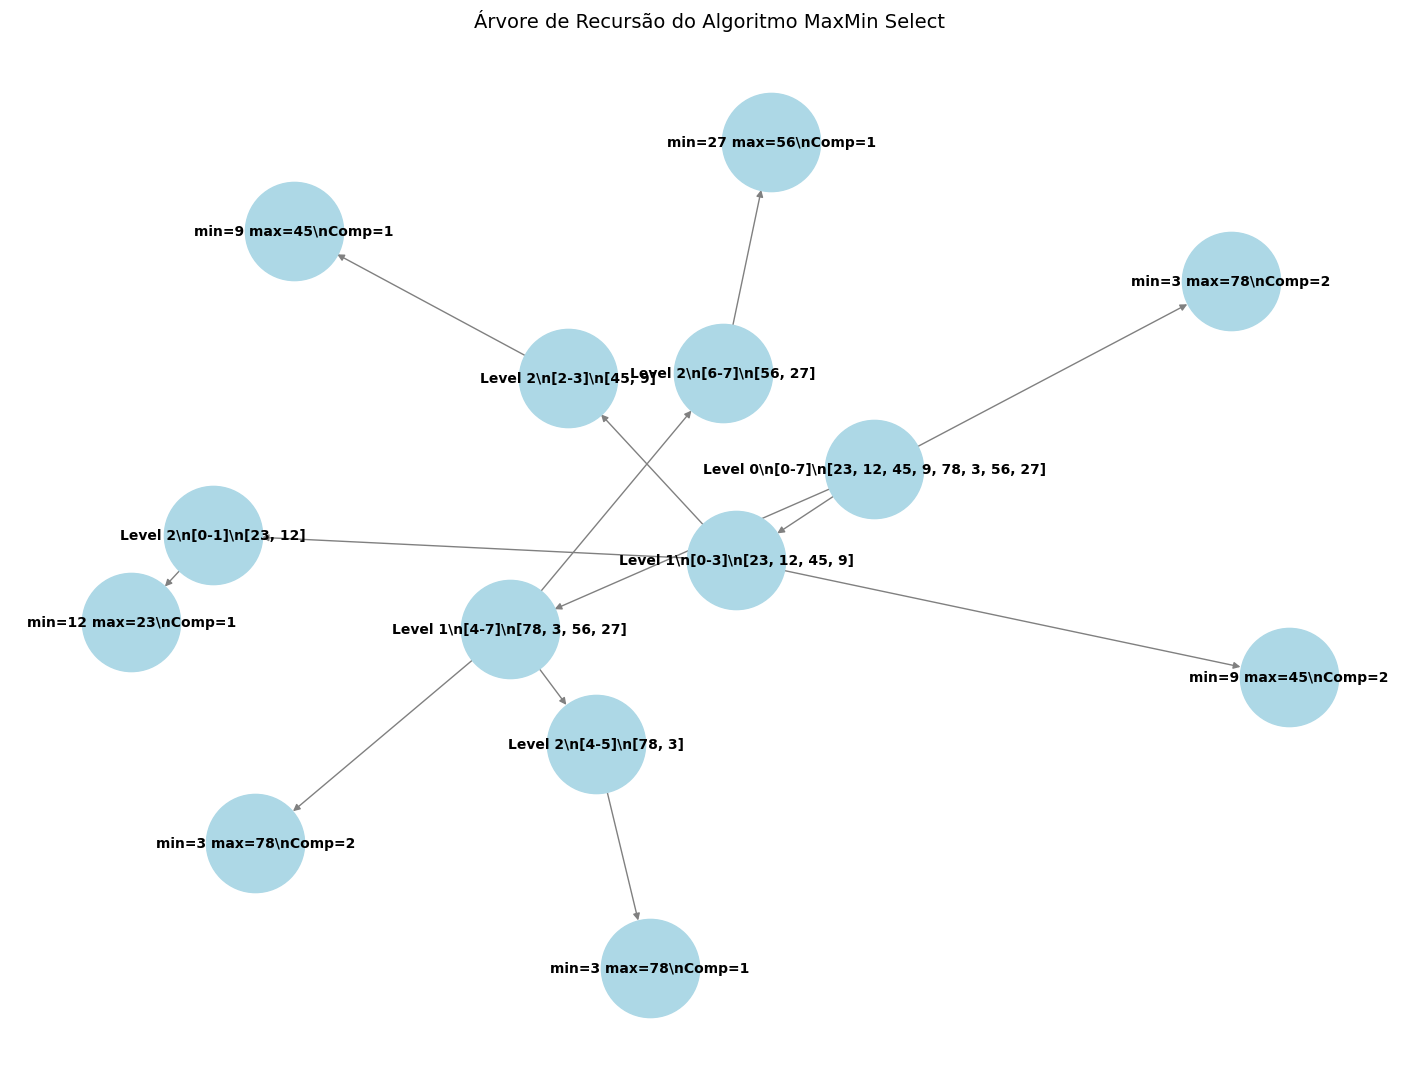 Árvore de Recursão do Algoritmo MaxMin Select
min=27 max=56\nComp=1
min=9 max=45\nComp=1
min=3 max=78\nComp=2
Level 2\n[2-3]\n[45, 9]
Level 2\n[6-7]\n[56, 27]
Level 0\n[0-7]\n[23, 12, 45, 9, 78, 3, 56, 27]
Level 2\n[0-1]\n[23, 12]
Level 1\n[0-3]\n[23, 12, 45, 9]
min=12 max=23\nComp=1
Level 1\n[4-7]\n[78, 3, 56, 27]
min=9 max=45\nComp=2
Level 2\n[4-5]\n[78, 3]
min=3 max=78\nComp=2
min=3 max=78\nComp=1